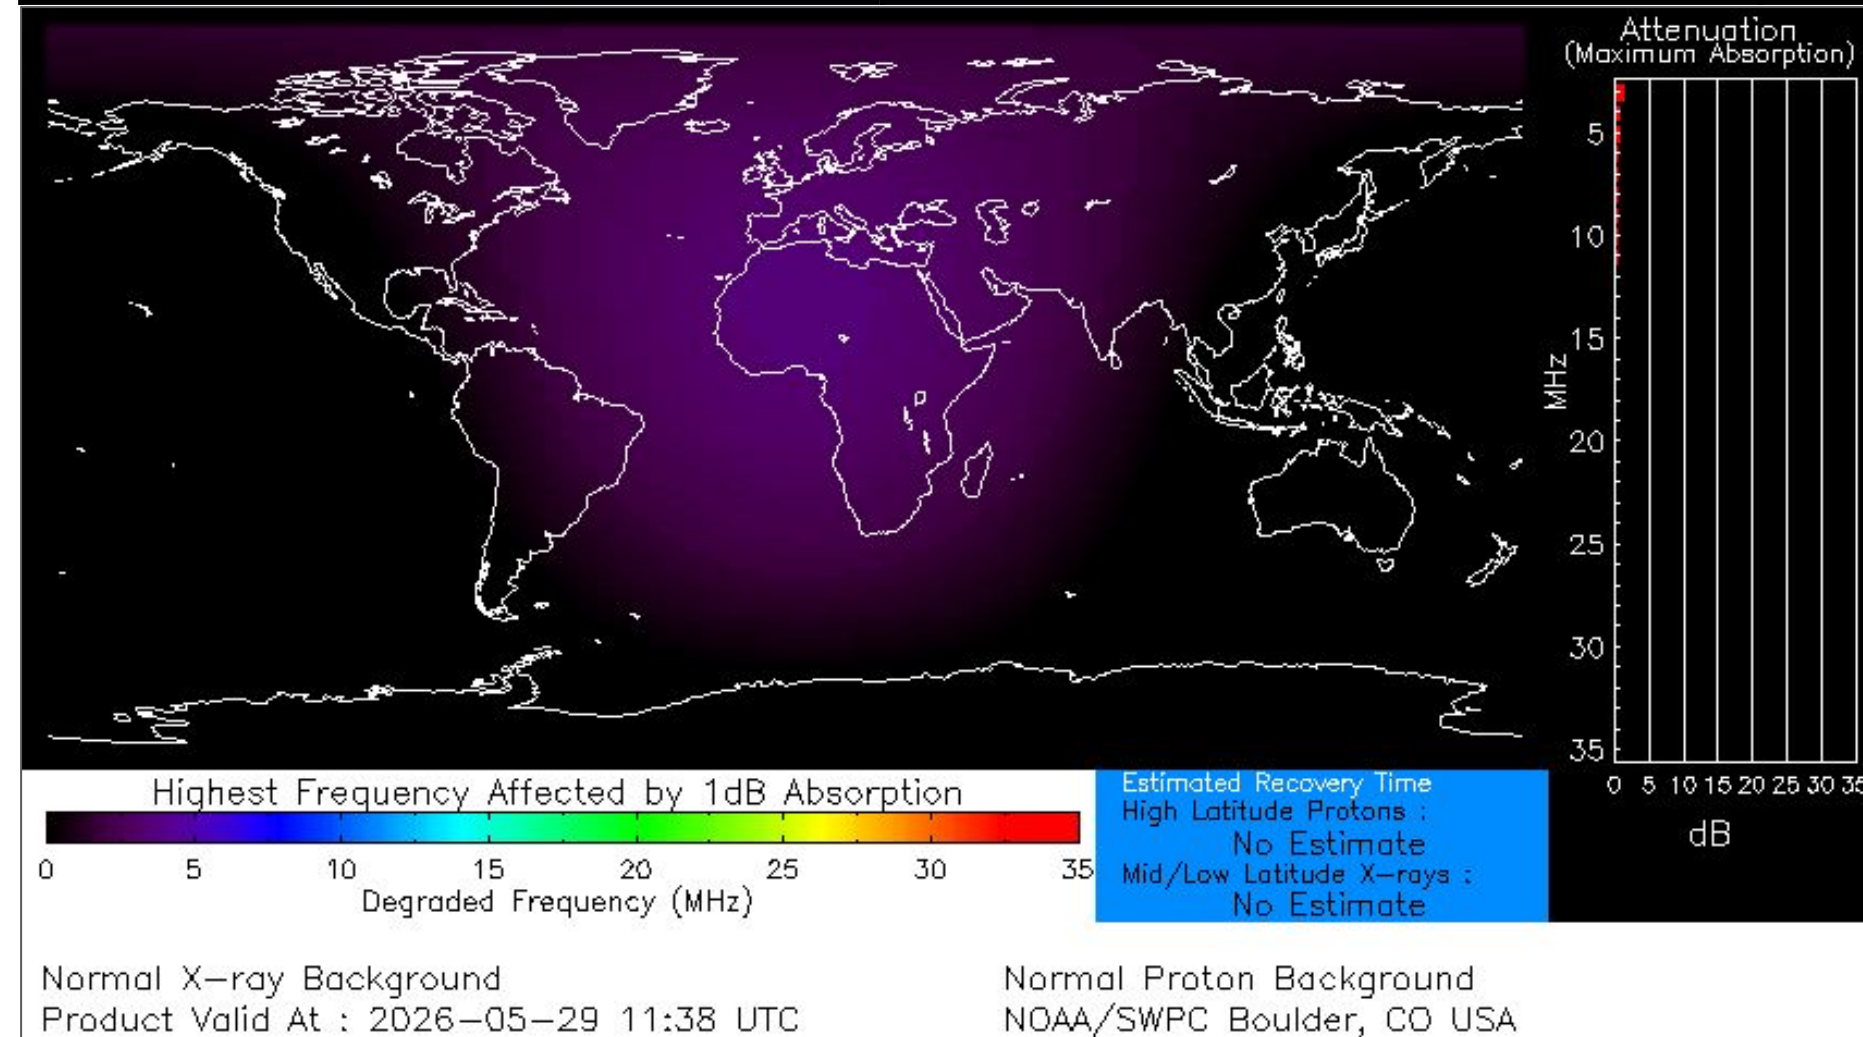 Attenuation
(Maximum Absorption)
5
10
15
20
25
30
35
MHz
0 5 10 15 20 25 30 35
dB
Highest Frequency Affected by 1dB Absorption
0 5 10 15 20 25 30 35
Degraded Frequency (MHz)
Estimated Recovery Time
High Latitude Protons :
No Estimate
Mid/Low Latitude X-rays :
No Estimate
Normal X-ray Background
Normal Proton Background
Product Valid At : 2026-05-29 11:38 UTC
NOAA/SWPC Boulder, CO USA